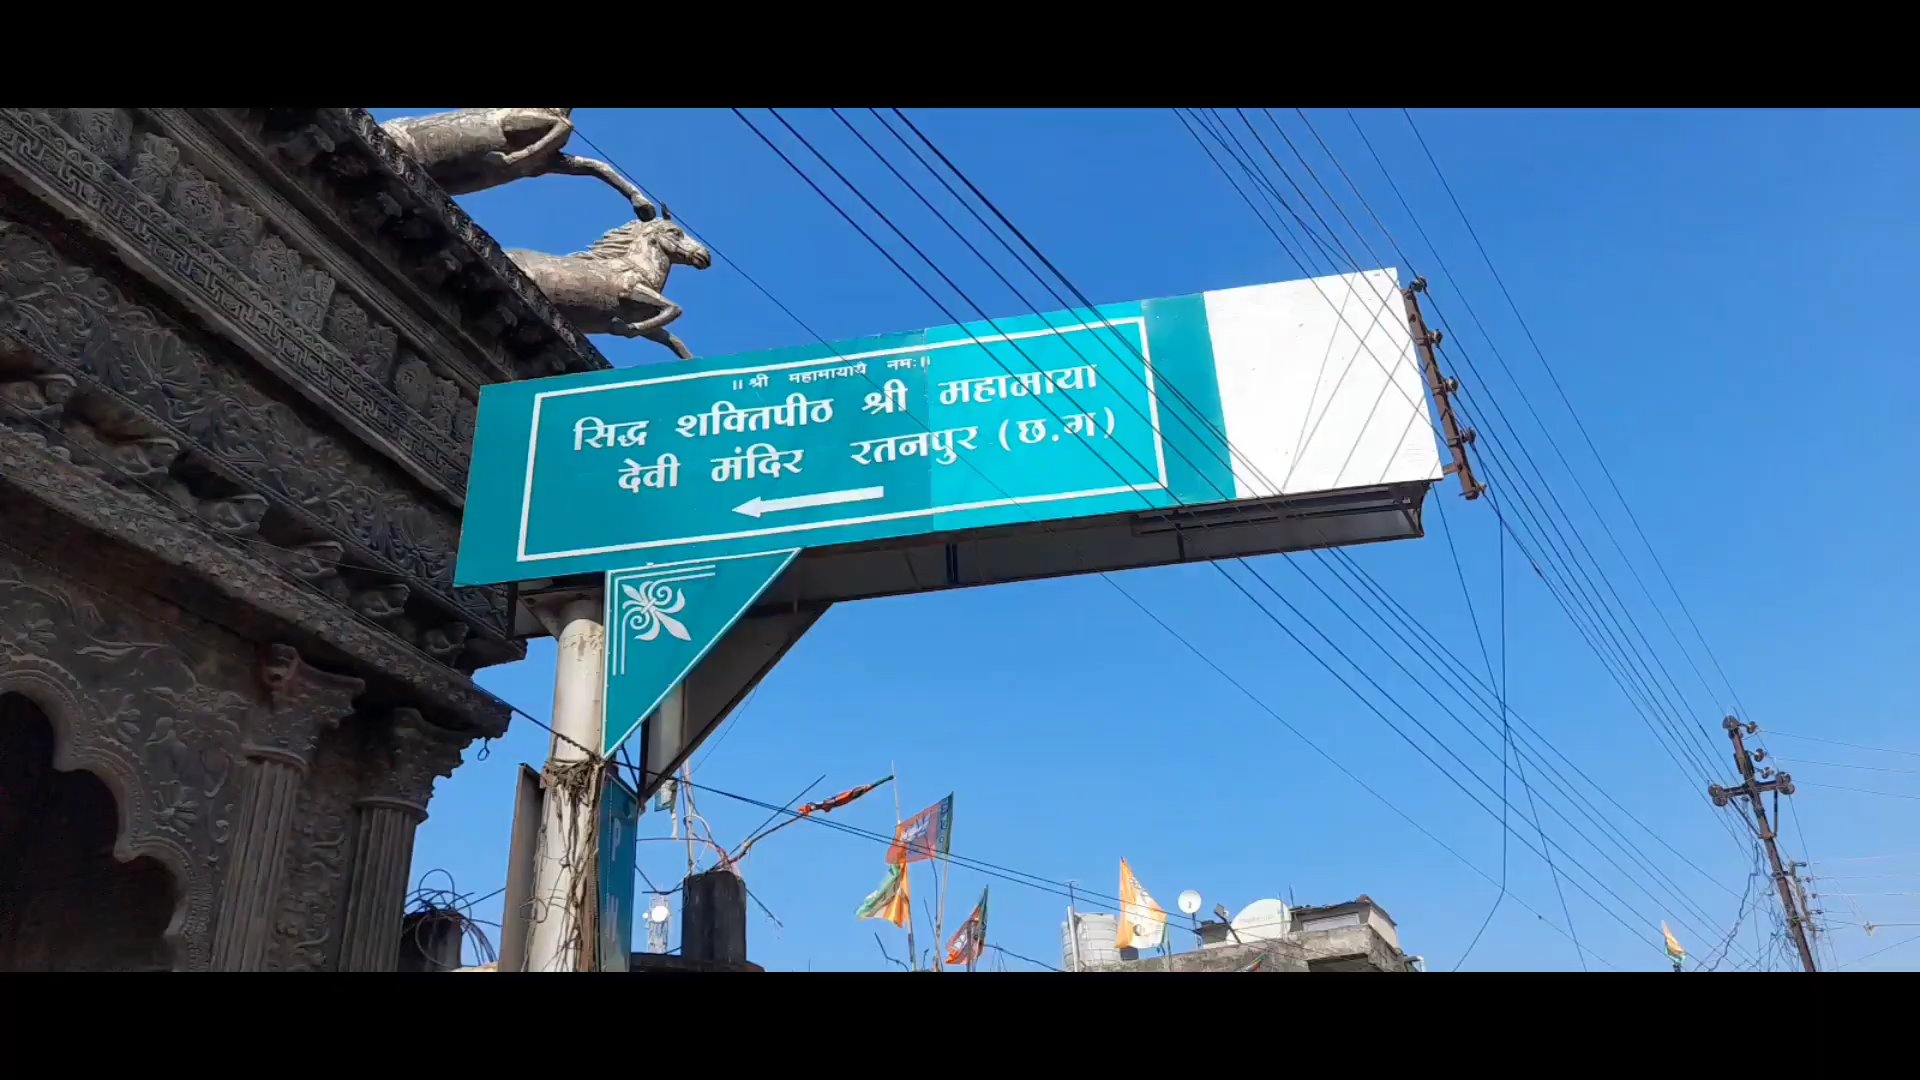 ॥ श्री महामायायै नमः॥
सिद्ध शक्तिपीठ श्री महामाया
देवी मंदिर रतनपुर (छ.ग)